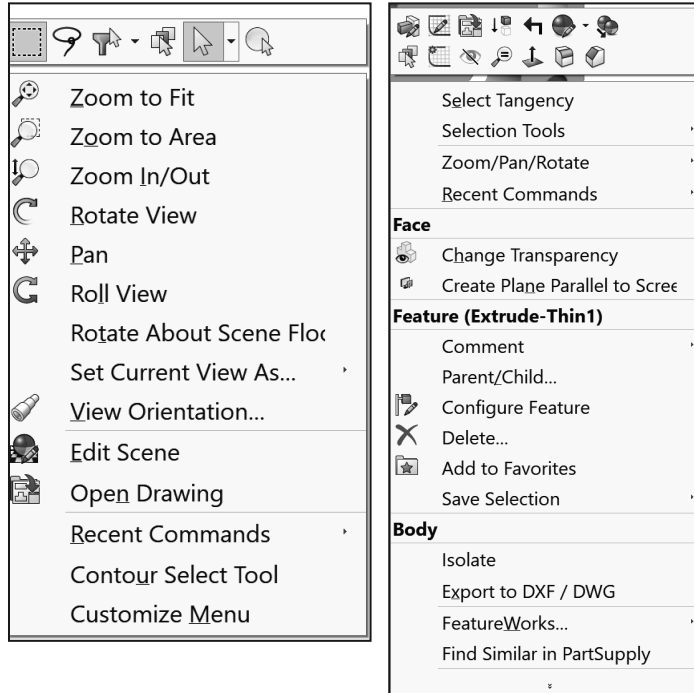 Zoom to Fit
Zoom to Area
Zoom In/Out
Rotate View
Pan
Roll View
Rotate About Scene Floo
Set Current View As...
View Orientation...
Edit Scene
Open Drawing
Recent Commands
Contour Select Tool
Customize Menu
Select Tangency
Selection Tools
Zoom/Pan/Rotate
Recent Commands
Face
Change Transparency
Create Plane Parallel to Scree
Feature (Extrude-Thin1)
Comment
Parent/Child...
Configure Feature
Delete...
Add to Favorites
Save Selection
Body
Isolate
Export to DXF / DWG
FeatureWorks...
Find Similar in PartSupply